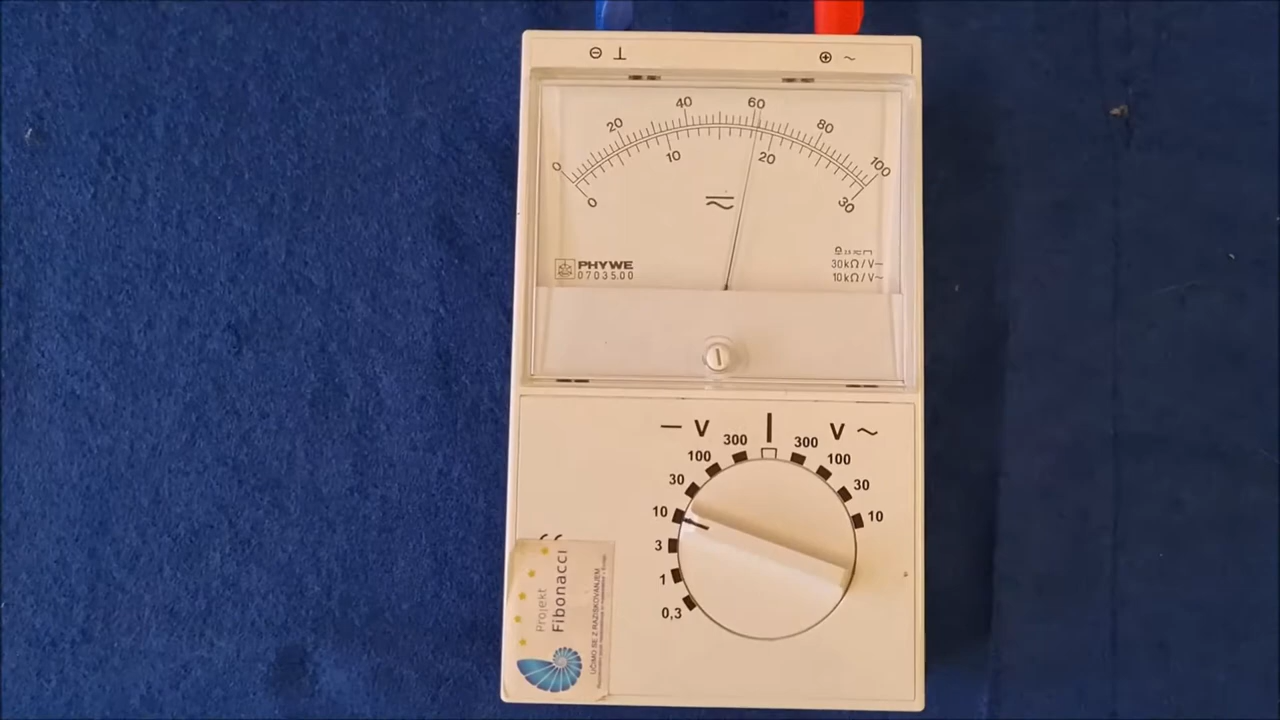 ⊖ ⊥
⊕ ~
0 20 40 60 80 100
0 10 20 30
PHYWE
07035.00
30kΩ/V—
10kΩ/V~
— V
V ~
300
100
30
10
3
1
0,3
300
100
30
10
Projekt
Fibonacci
UČIMO SE Z RAZISKOVANJEM